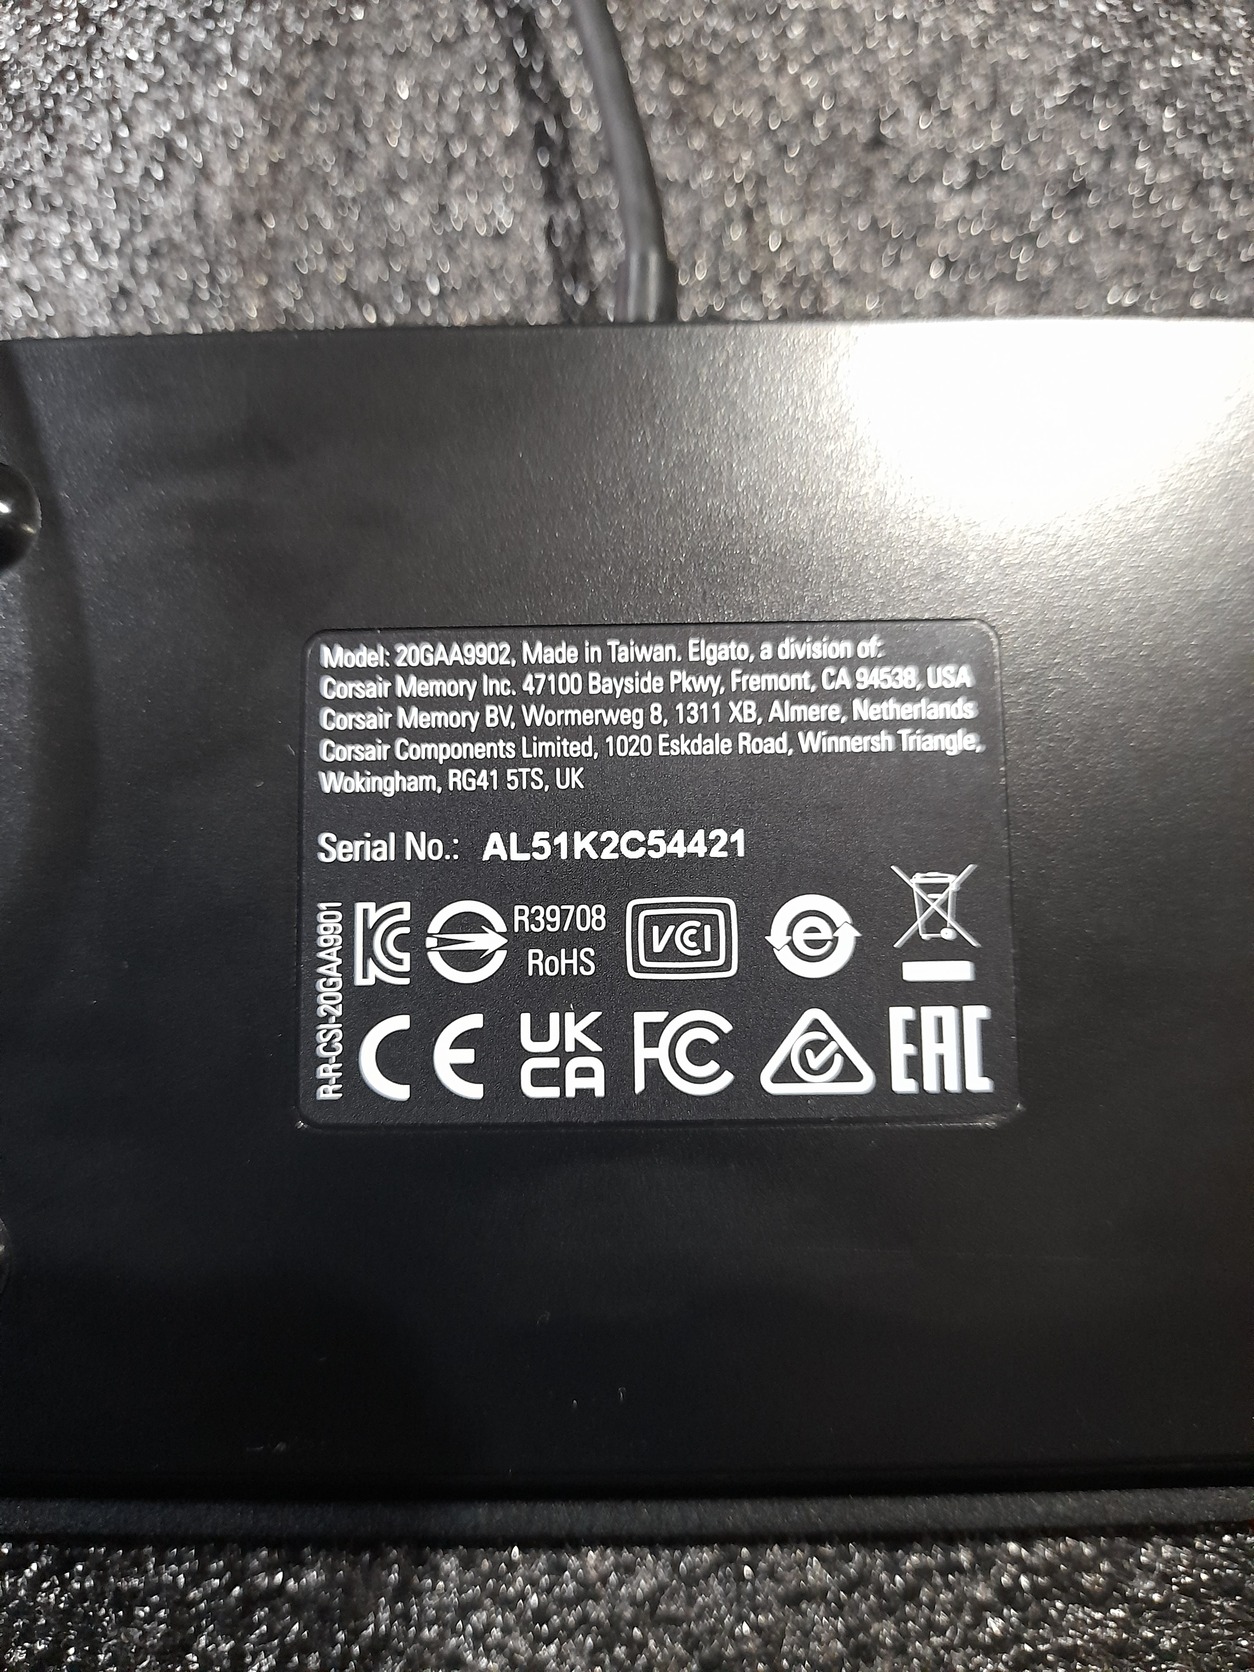 Model: 20GAA9902, Made in Taiwan. Elgato, a division of:
Corsair Memory Inc. 47100 Bayside Pkwy, Fremont, CA 94538, USA
Corsair Memory BV, Wormerweg 8, 1311 XB, Almere, Netherlands
Corsair Components Limited, 1020 Eskdale Road, Winnersh Triangle,
Wokingham, RG41 5TS, UK
Serial No.: AL51K2C54421
R-R-CSI-20GAA9901
KC R39708 VCI e
RoHS
CE UK CA FC EAC